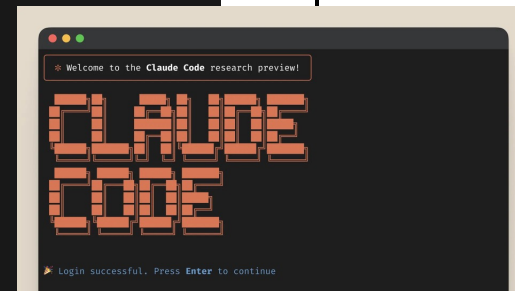 ✻ Welcome to the Claude Code research preview!
CLAUDE
CODE
🎉 Login successful. Press Enter to continue